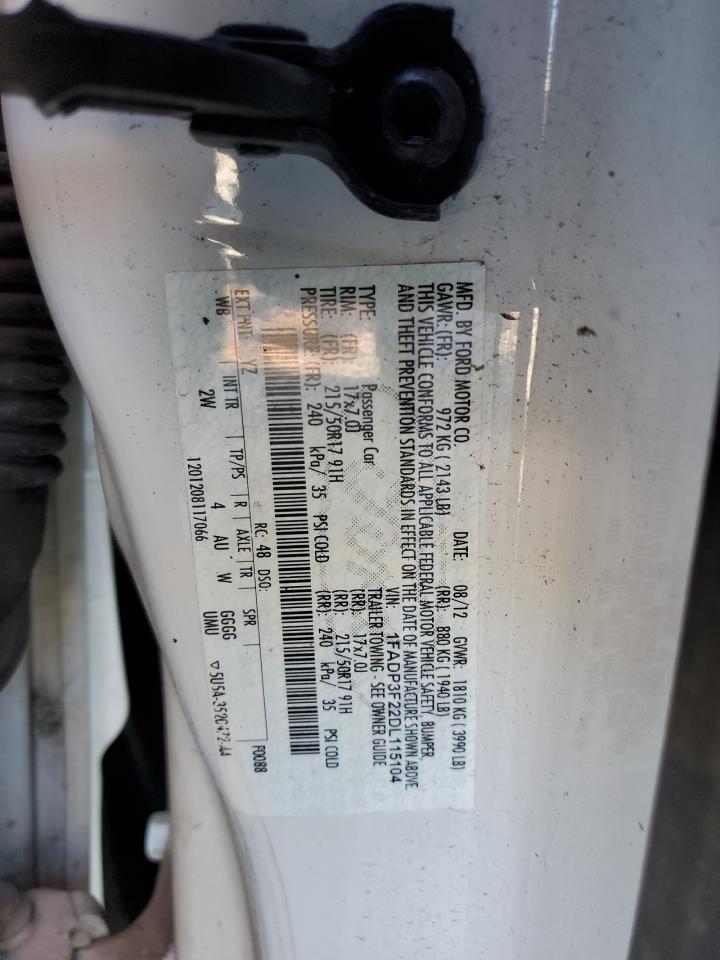 MFD. BY FORD MOTOR CO. DATE: 08/12 GVWR: 1810 KG ( 3990 LB)
GAWR: (FR): 972 KG ( 2143 LB) (RR): 880 KG ( 1940 LB)
THIS VEHICLE CONFORMS TO ALL APPLICABLE FEDERAL MOTOR VEHICLE SAFETY, BUMPER,
AND THEFT PREVENTION STANDARDS IN EFFECT ON THE DATE OF MANUFACTURE SHOWN ABOVE
VIN: 1FADP3F22DL115104
TYPE: Passenger Car TRAILER TOWING - SEE OWNER GUIDE
RIM: (FR): 17x7.0J (RR): 17x7.0J
TIRE: (FR): 215/50R17 91H (RR): 215/50R17 91H
PRESSURE: (FR): 240 kPa/ 35 PSI COLD (RR): 240 kPa/ 35 PSI COLD
F0088
RC: 48 DSO:
EXT PNT: YZ
WB INT TR TP/PS R AXLE TR SPR
2W 4 AU W GGGG
UMU
1201208117066